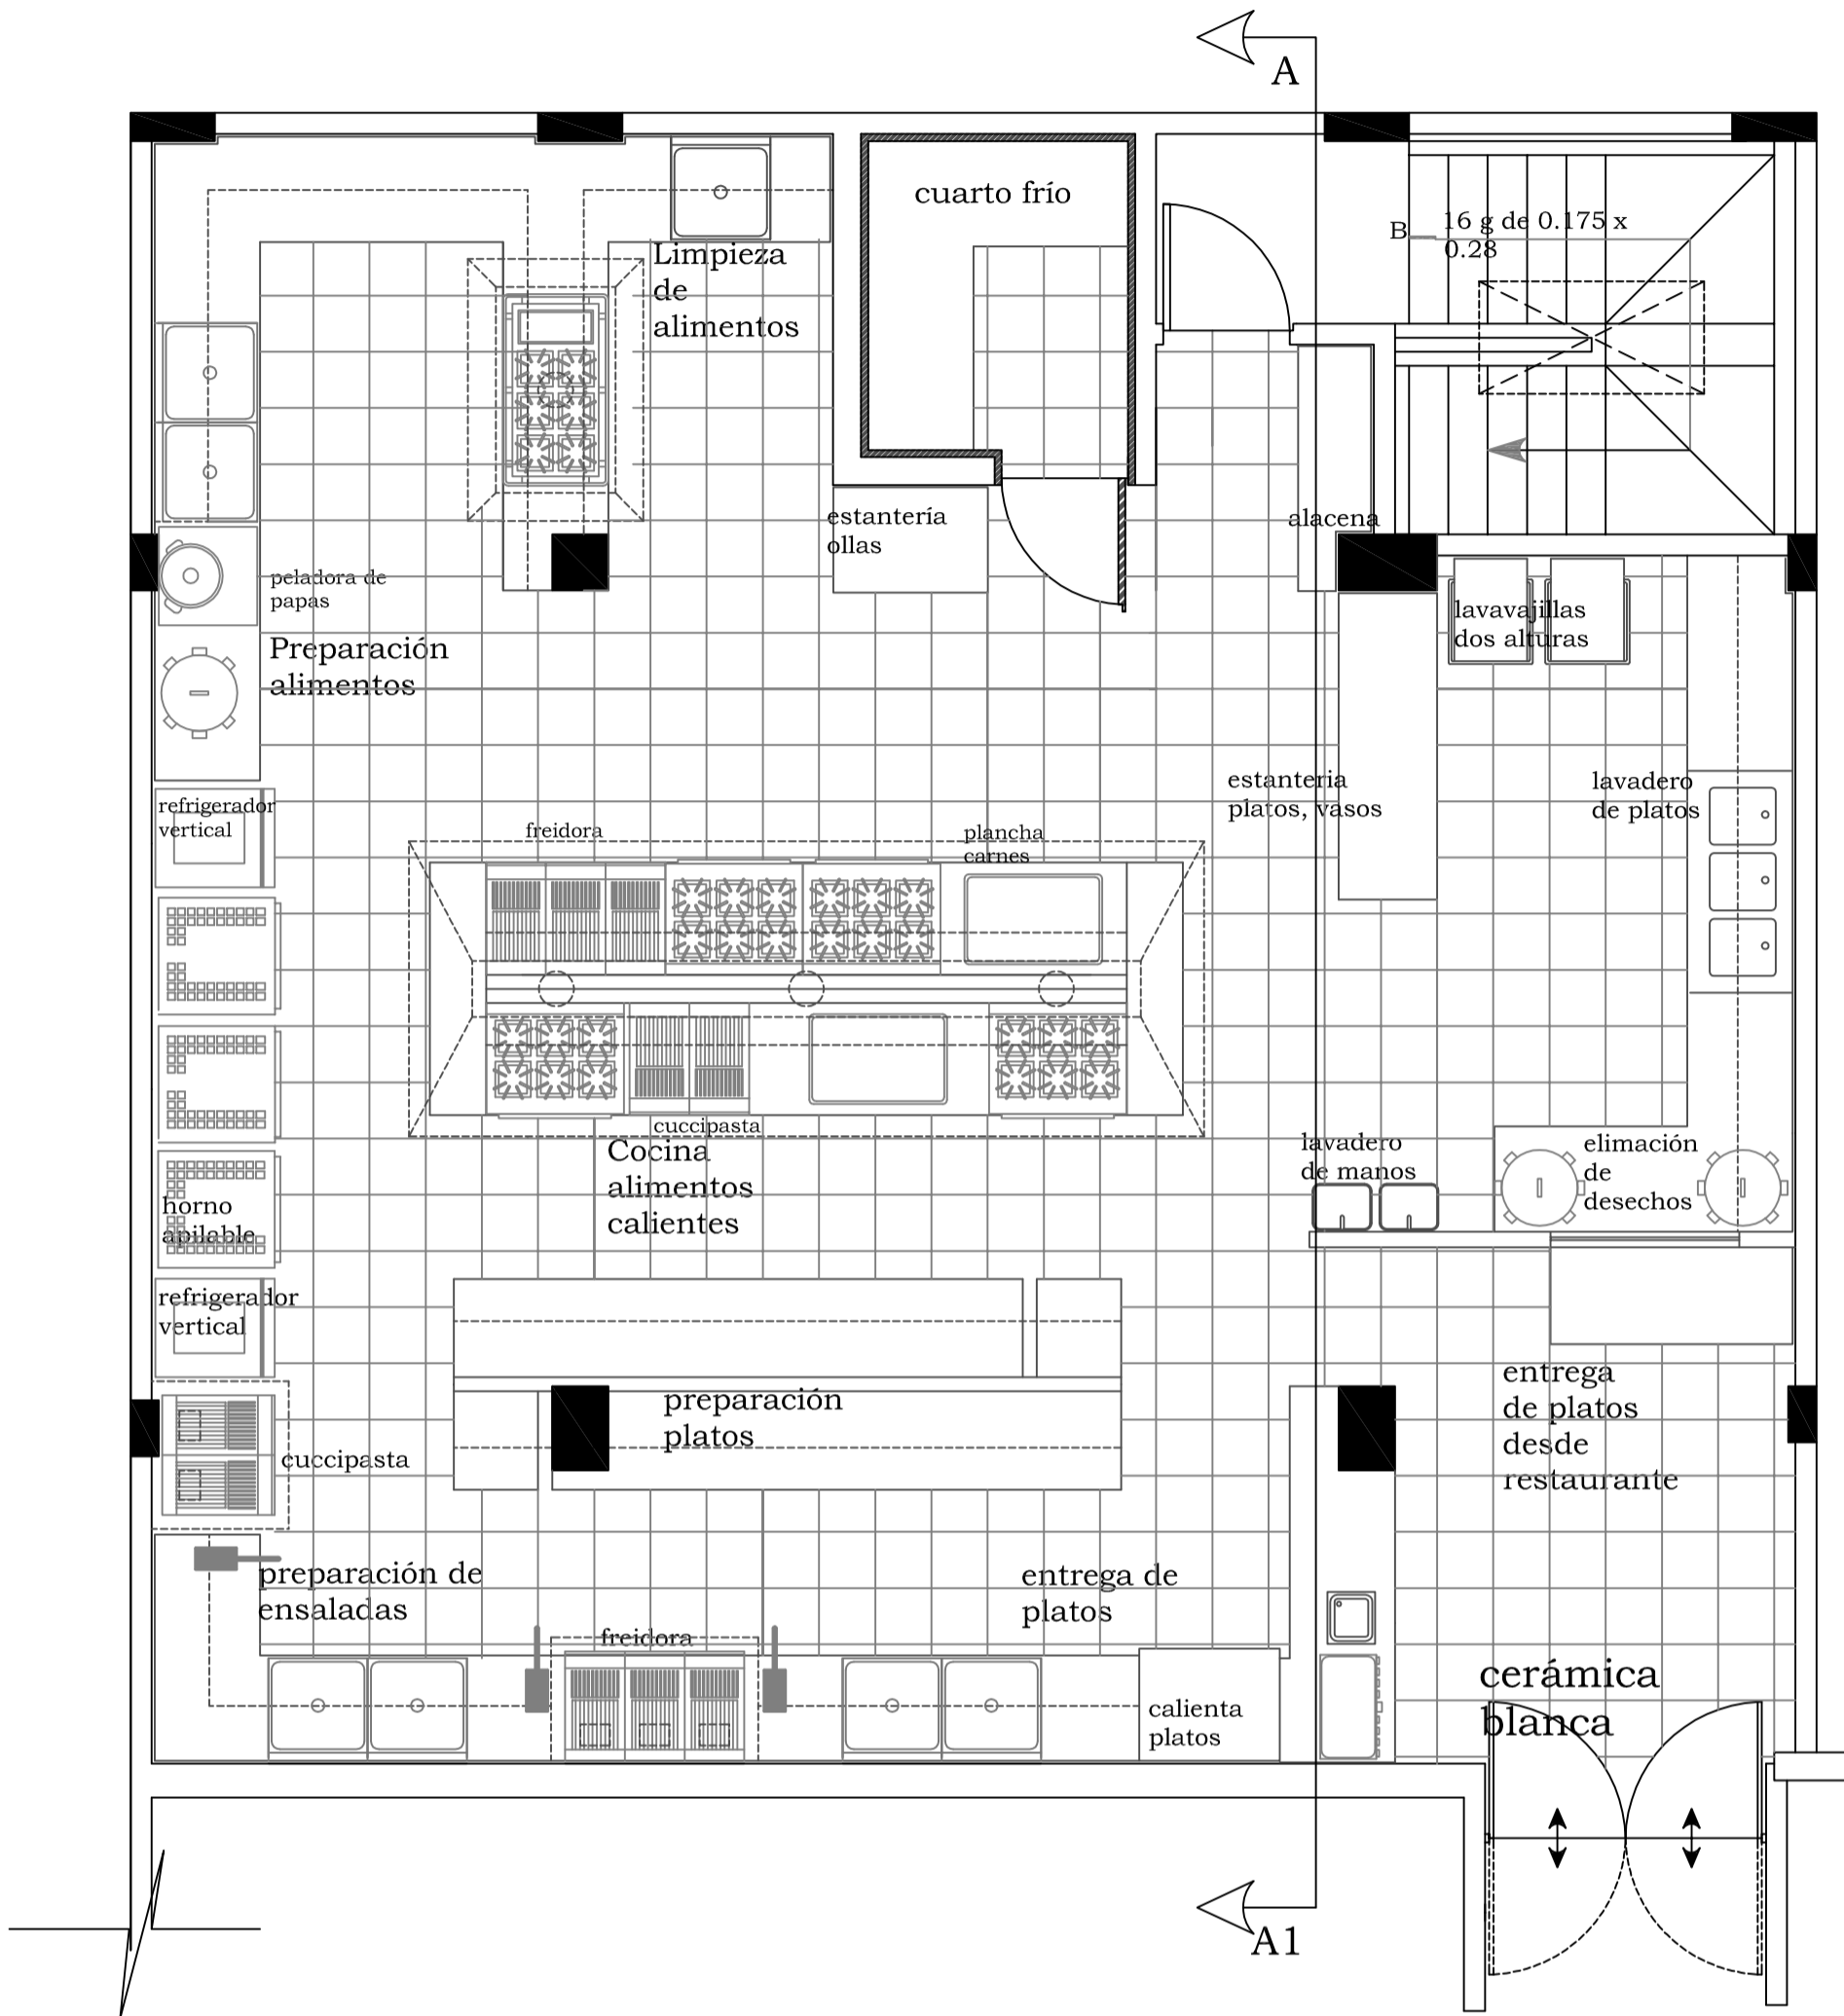 A
cuarto frío
B
16 g de 0.175 x
0.28
Limpieza
de
alimentos
estantería
ollas
alacena
peladora de
papas
lavavajillas
dos alturas
Preparación
alimentos
estanteria
platos, vasos
lavadero
de platos
refrigerador
vertical
freidora
plancha
carnes
cuccipasta
Cocina
alimentos
calientes
lavadero
de manos
elimación
de
desechos
horno
apilable
refrigerador
vertical
preparación
platos
entrega
de platos
desde
restaurante
cuccipasta
preparación de
ensaladas
entrega de
platos
freidora
cerámica
blanca
calienta
platos
A1